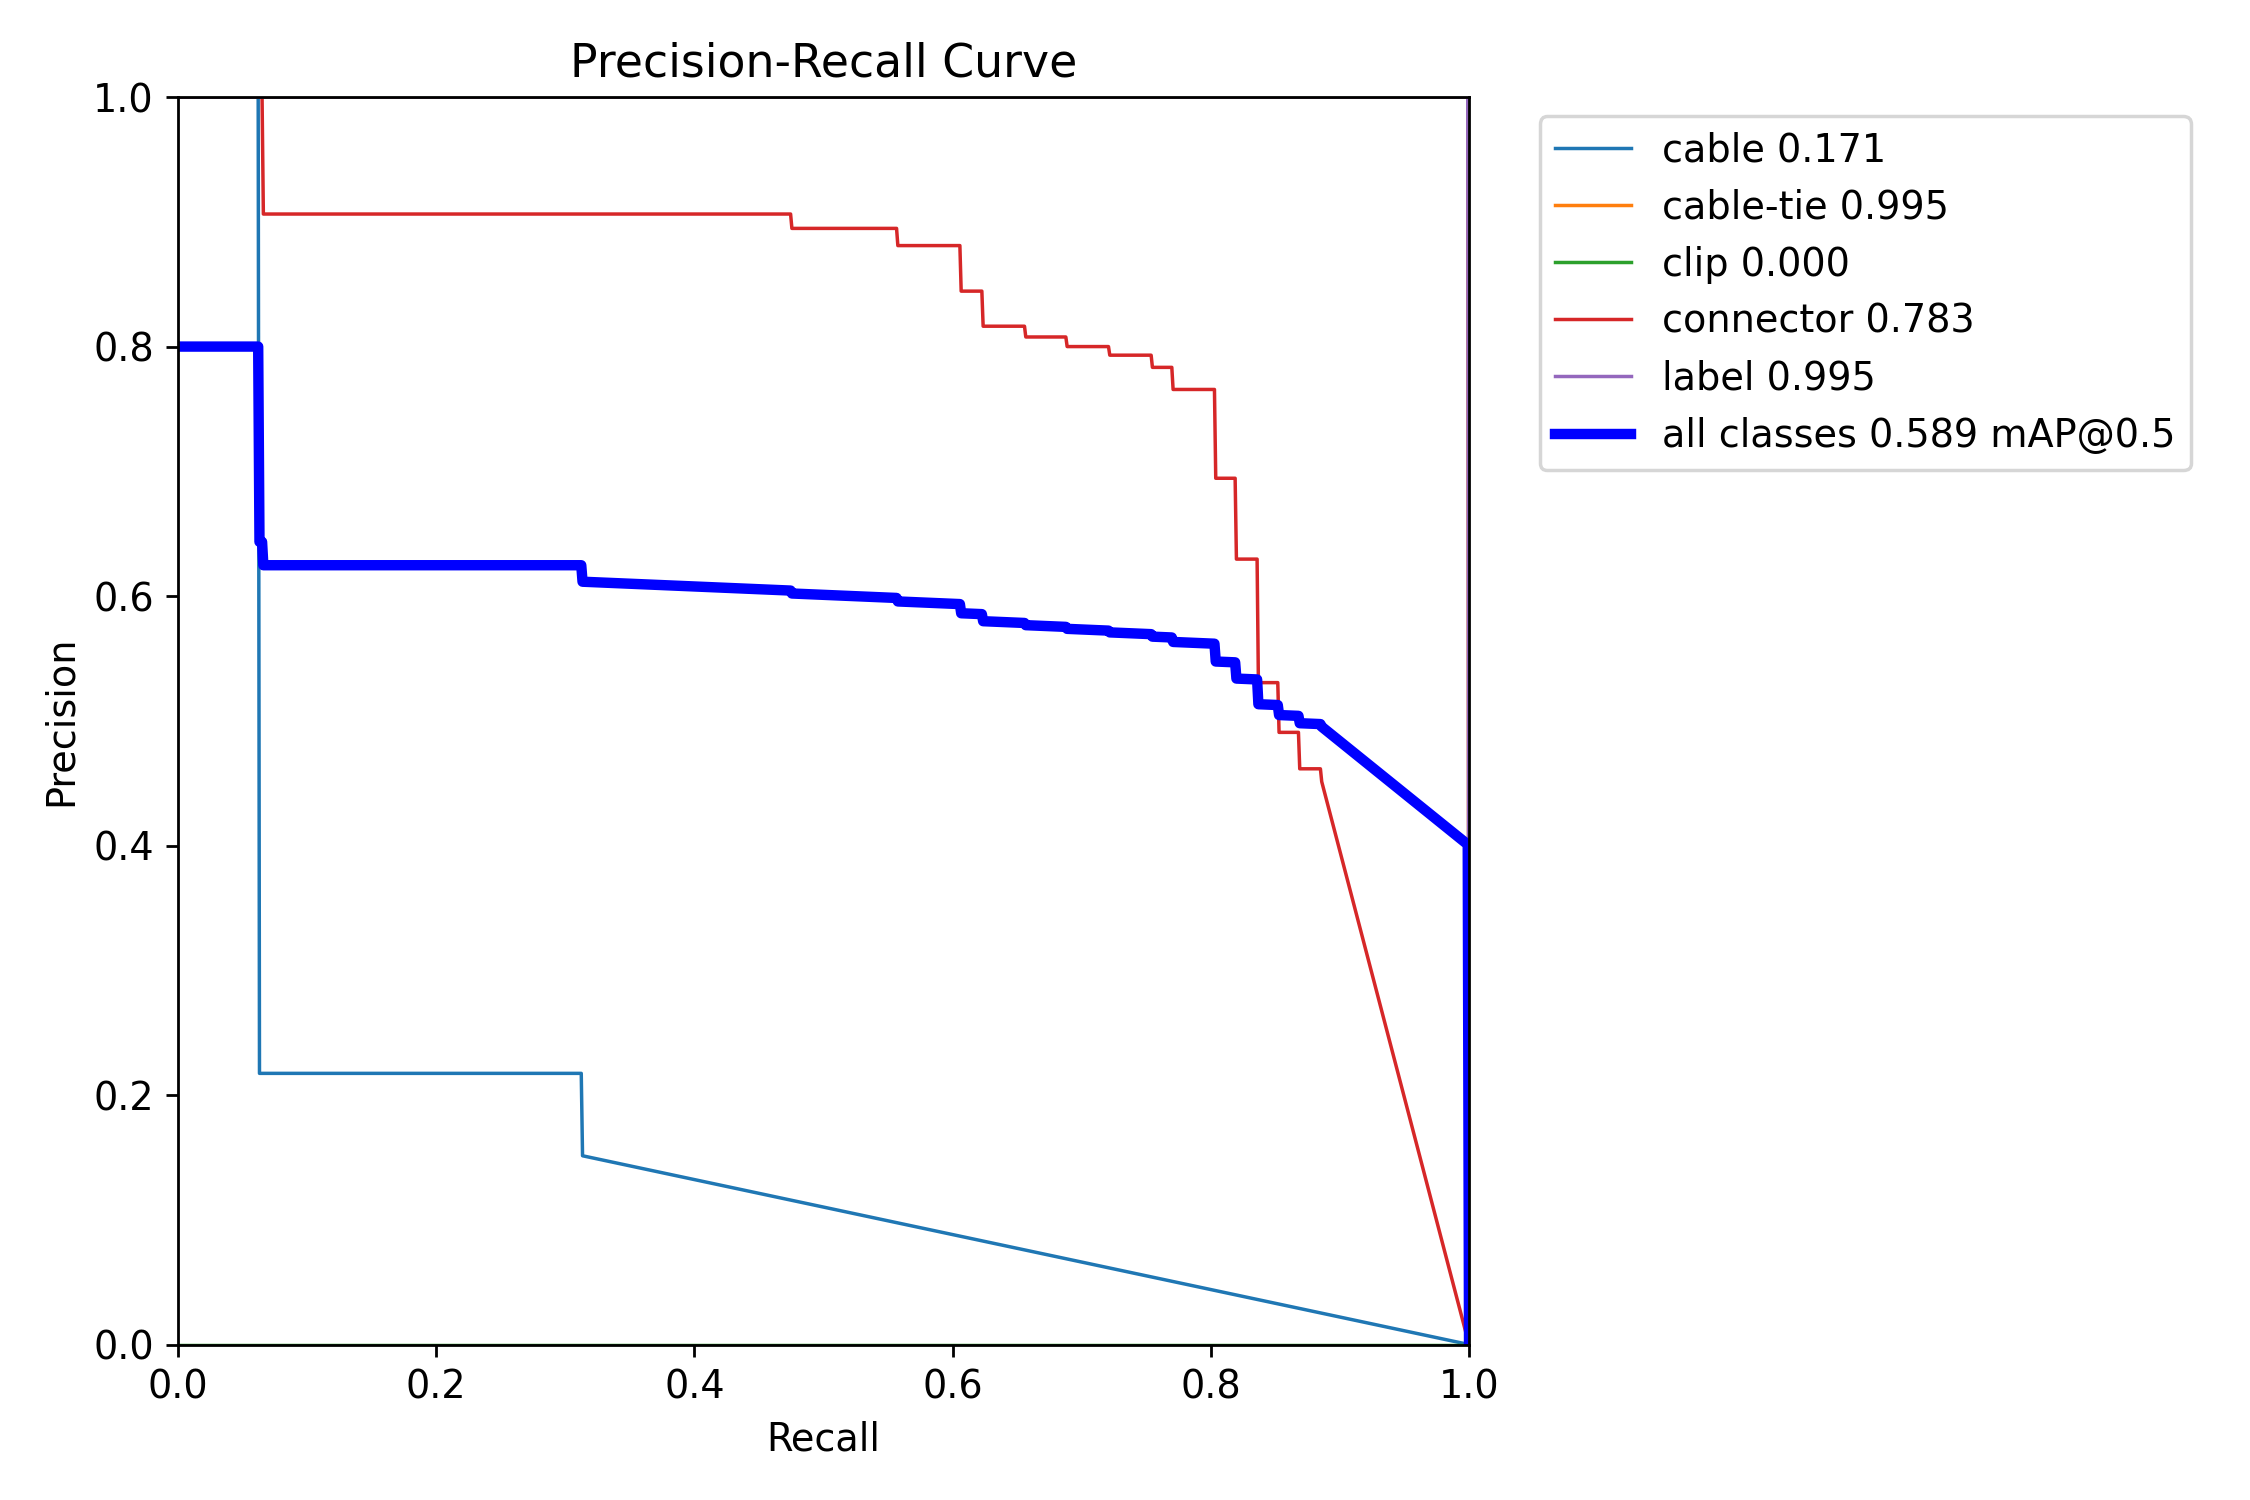 Precision-Recall Curve
1.0
0.8
0.6
0.4
0.2
0.0
Precision
0.0 0.2 0.4 0.6 0.8 1.0
Recall
cable 0.171
cable-tie 0.995
clip 0.000
connector 0.783
label 0.995
all classes 0.589 mAP@0.5